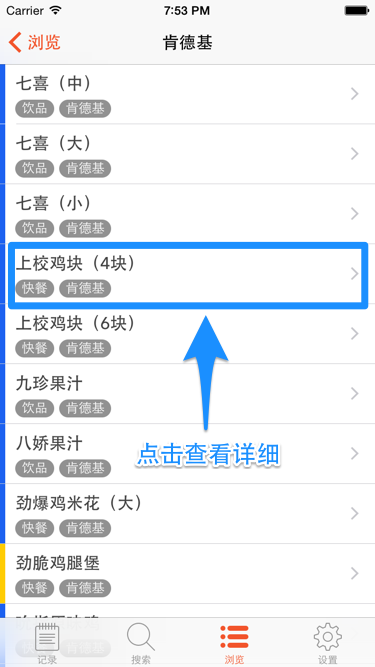 Carrier 7:53 PM
浏览 肯德基
七喜（中）
饮品 肯德基
七喜（大）
饮品 肯德基
七喜（小）
饮品 肯德基
上校鸡块（4块）
快餐 肯德基
上校鸡块（6块）
快餐 肯德基
九珍果汁
饮品 肯德基
八娇果汁
点击查看详细
饮品 肯德基
劲爆鸡米花（大）
快餐 肯德基
劲脆鸡腿堡
快餐 肯德基
记录 搜索 浏览 设置